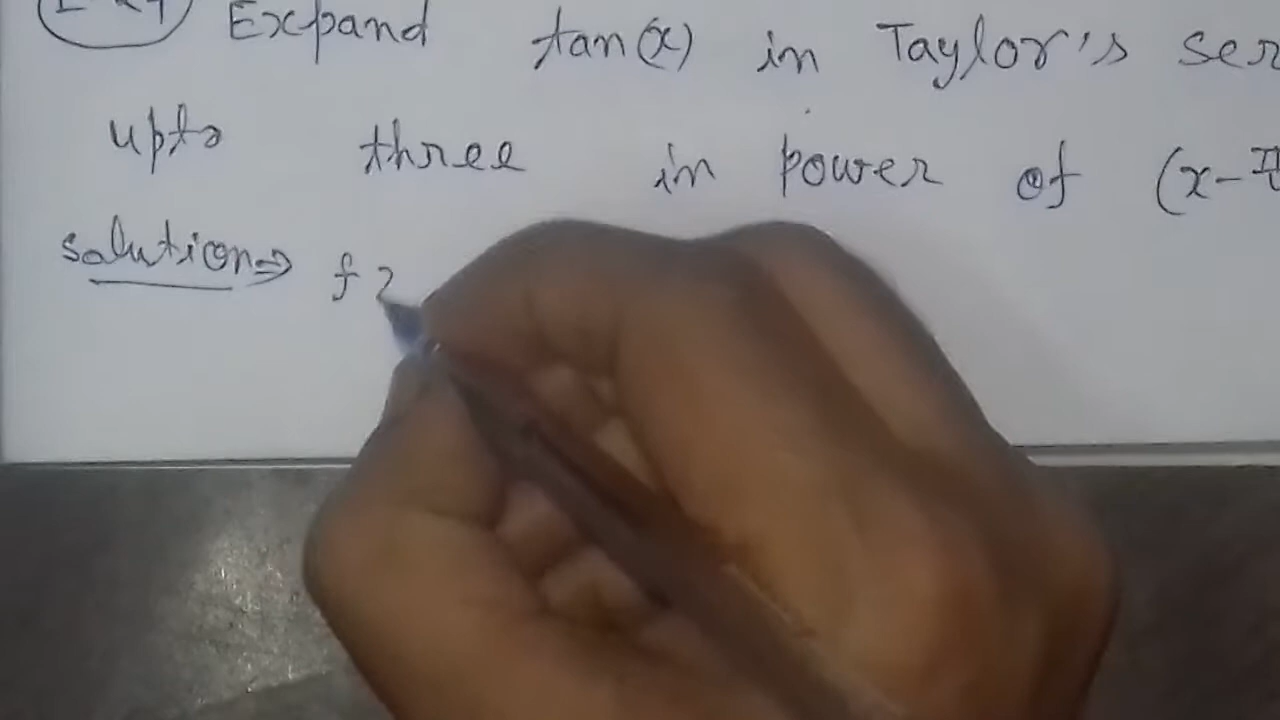 Expand tan(x) in Taylor's ser
upto three in power of (x-π
solution⇒ f